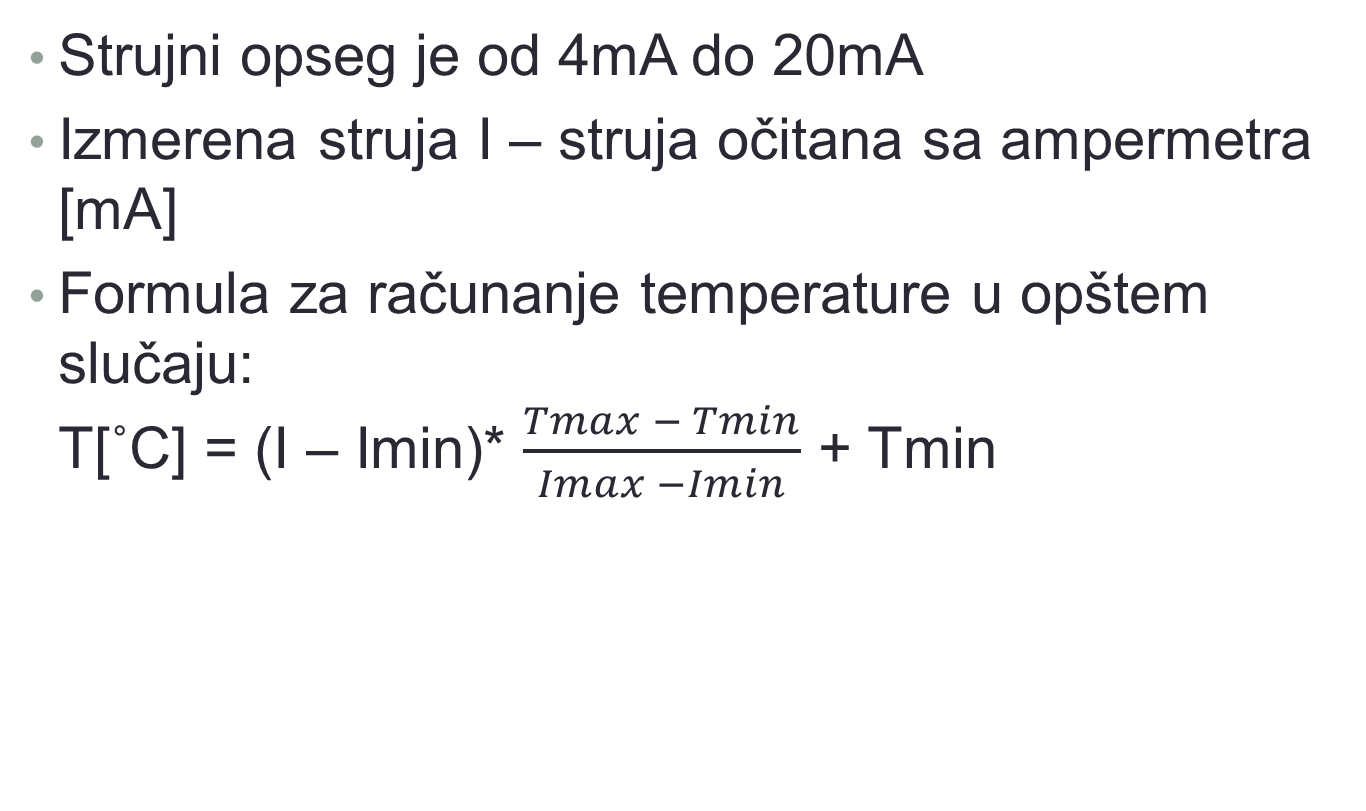 • Strujni opseg je od 4mA do 20mA
• Izmerena struja I – struja očitana sa ampermetra
[mA]
• Formula za računanje temperature u opštem
slučaju:
T[˚C] = (I – Imin)* \frac{Tmax − Tmin}{Imax −Imin} + Tmin